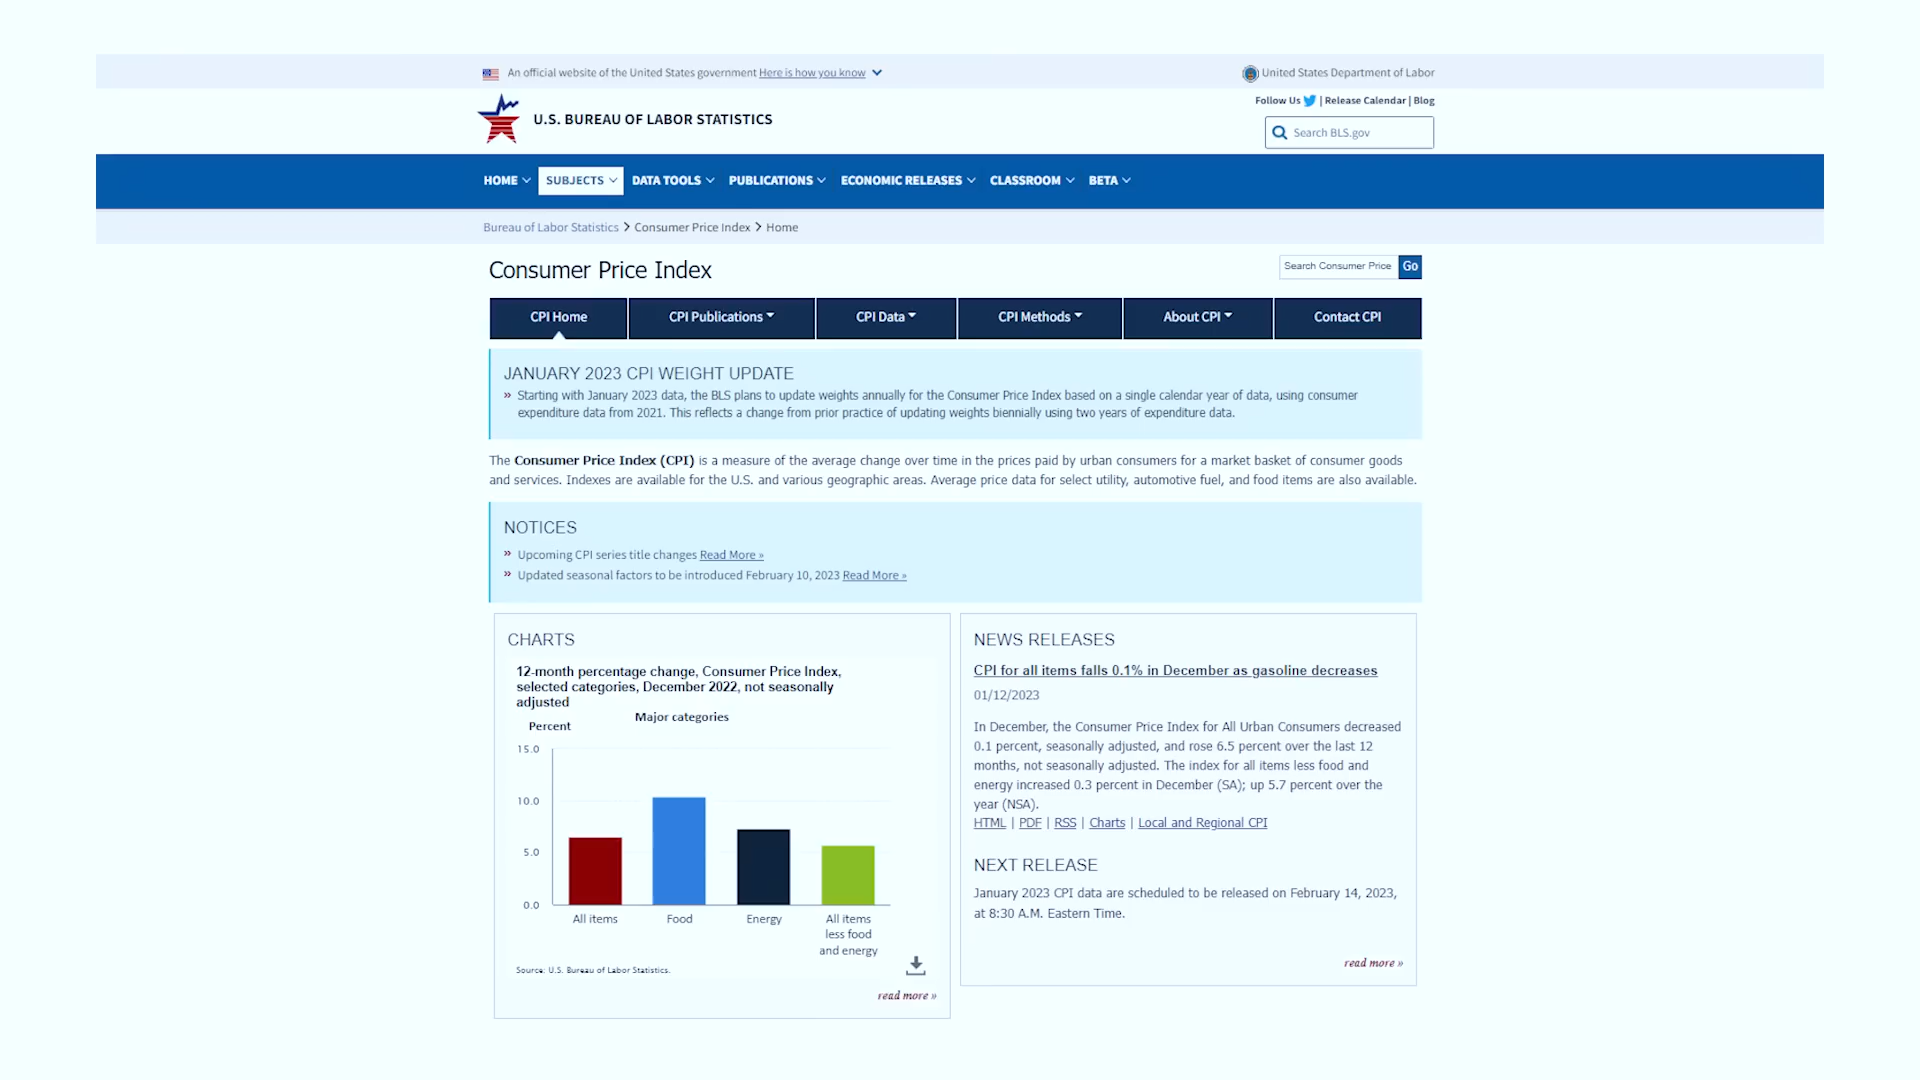 An official website of the United States government Here is how you know
United States Department of Labor
Follow Us | Release Calendar | Blog
U.S. BUREAU OF LABOR STATISTICS
Search BLS.gov
HOME SUBJECTS DATA TOOLS PUBLICATIONS ECONOMIC RELEASES CLASSROOM BETA
Bureau of Labor Statistics > Consumer Price Index > Home
Consumer Price Index
Search Consumer Price Go
CPI Home CPI Publications CPI Data CPI Methods About CPI Contact CPI
JANUARY 2023 CPI WEIGHT UPDATE
» Starting with January 2023 data, the BLS plans to update weights annually for the Consumer Price Index based on a single calendar year of data, using consumer
expenditure data from 2021. This reflects a change from prior practice of updating weights biennially using two years of expenditure data.
The Consumer Price Index (CPI) is a measure of the average change over time in the prices paid by urban consumers for a market basket of consumer goods
and services. Indexes are available for the U.S. and various geographic areas. Average price data for select utility, automotive fuel, and food items are also available.
NOTICES
» Upcoming CPI series title changes Read More »
» Updated seasonal factors to be introduced February 10, 2023 Read More »
CHARTS
12-month percentage change, Consumer Price Index,
selected categories, December 2022, not seasonally
adjusted
Major categories
Percent
15.0
10.0
5.0
0.0
All items
Food
Energy
All items
less food
and energy
Source: U.S. Bureau of Labor Statistics.
read more »
NEWS RELEASES
CPI for all items falls 0.1% in December as gasoline decreases
01/12/2023
In December, the Consumer Price Index for All Urban Consumers decreased
0.1 percent, seasonally adjusted, and rose 6.5 percent over the last 12
months, not seasonally adjusted. The index for all items less food and
energy increased 0.3 percent in December (SA); up 5.7 percent over the
year (NSA).
HTML | PDF | RSS | Charts | Local and Regional CPI
NEXT RELEASE
January 2023 CPI data are scheduled to be released on February 14, 2023,
at 8:30 A.M. Eastern Time.
read more »